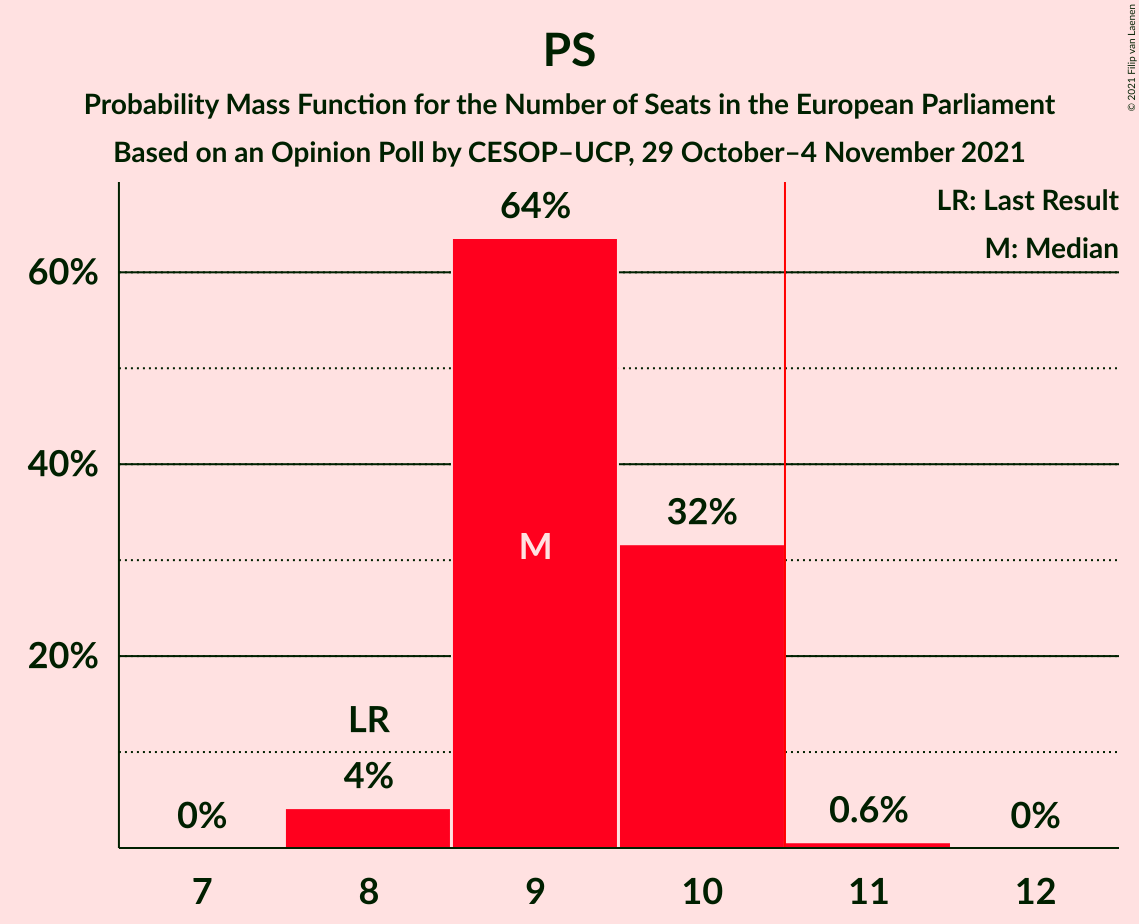 PS
Probability Mass Function for the Number of Seats in the European Parliament
Based on an Opinion Poll by CESOP–UCP, 29 October–4 November 2021
© 2021 Filip van Laenen
LR: Last Result
M: Median
64%
60%
40%
32%
M
20%
LR
4%
0%
0.6%
0%
7 8 9 10 11 12